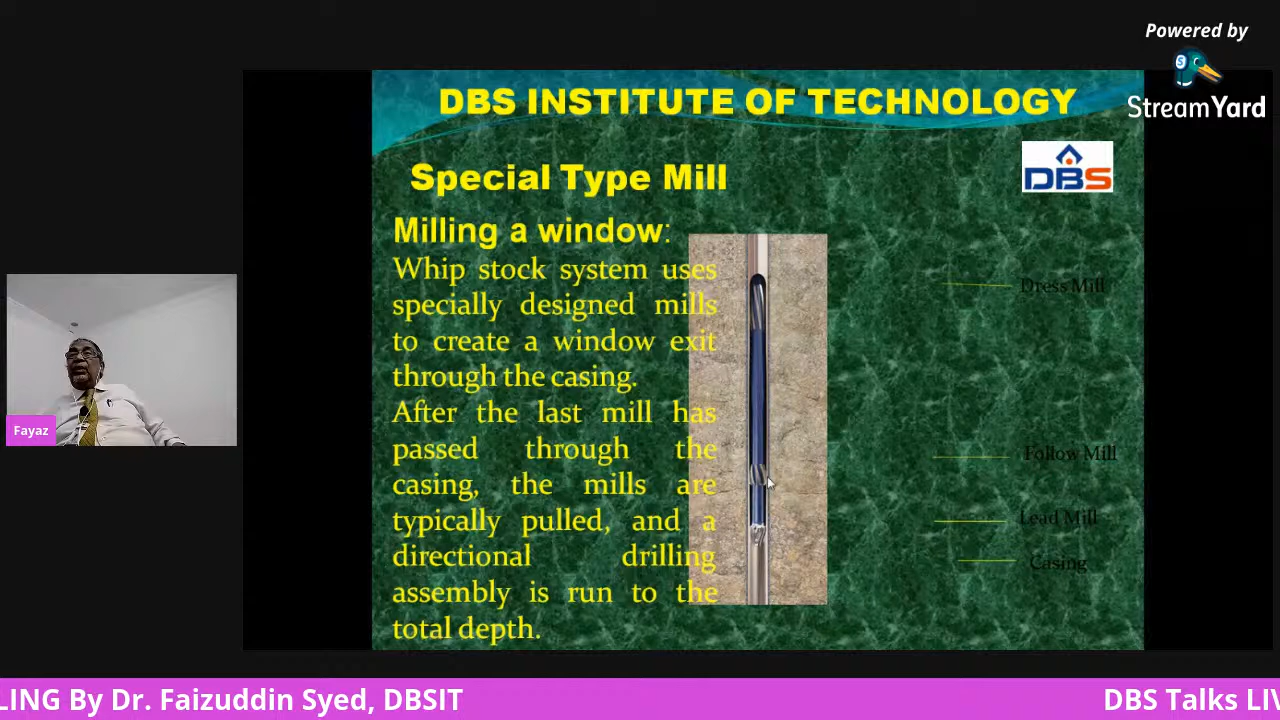 Powered by
StreamYard
DBS INSTITUTE OF TECHNOLOGY
DBS
Special Type Mill
Milling a window:
Whip stock system uses
specially designed mills
to create a window exit
through the casing.
After the last mill has
passed through the
casing, the mills are
typically pulled, and a
directional drilling
assembly is run to the
total depth.
Dress Mill
Follow Mill
Lead Mill
Casing
Fayaz
LING By Dr. Faizuddin Syed, DBSIT
DBS Talks LIV